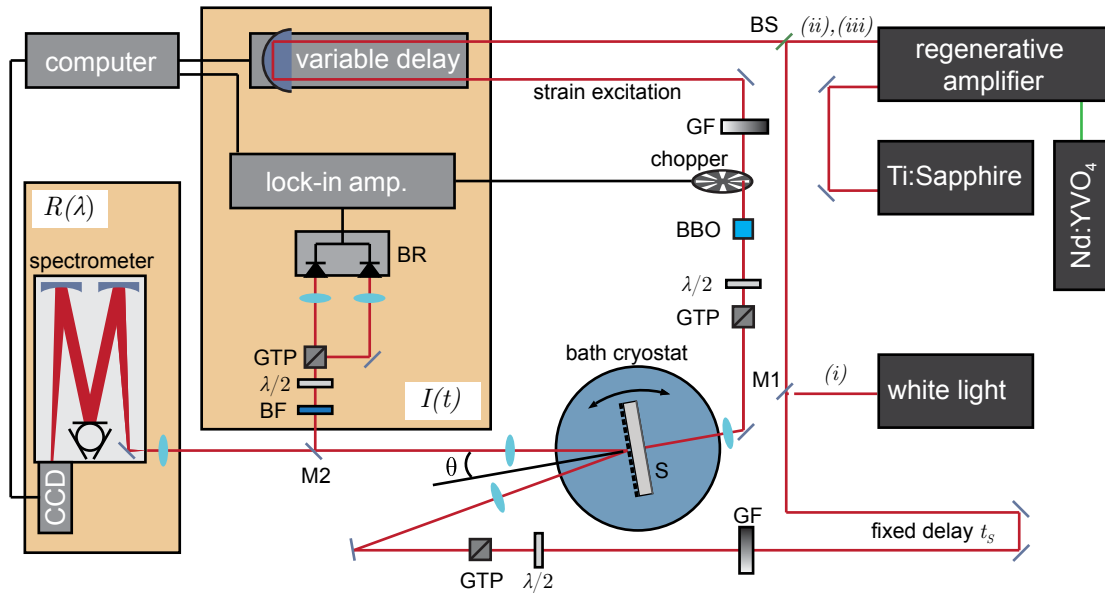 BS
(ii),(iii)
computer
variable delay
regenerative
amplifier
strain excitation
GF
chopper
lock-in amp.
Ti:Sapphire
Nd:YVO4
R(λ)
BBO
BR
spectrometer
λ/2
GTP
bath cryostat
GTP
M1
(i)
λ/2
I(t)
white light
BF
θ
S
M2
CCD
GF
fixed delay tS
GTP
λ/2